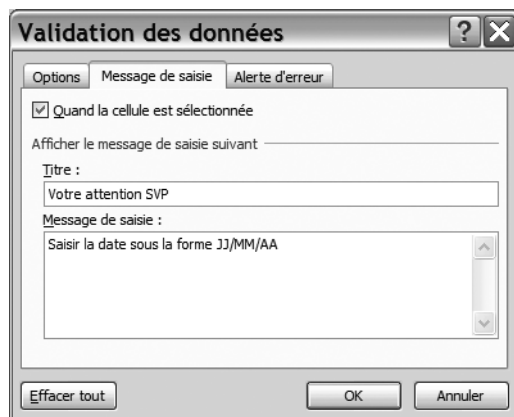 Validation des données
Options Message de saisie Alerte d'erreur
Quand la cellule est sélectionnée
Afficher le message de saisie suivant
Titre :
Votre attention SVP
Message de saisie :
Saisir la date sous la forme JJ/MM/AA
Effacer tout OK Annuler